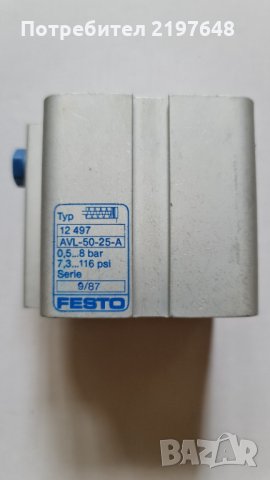 Потребител 2197648
Typ
12 497
AVL-50-25-A
0,5...8 bar
7,3...116 psi
Serie
9/87
FESTO
BAZAR